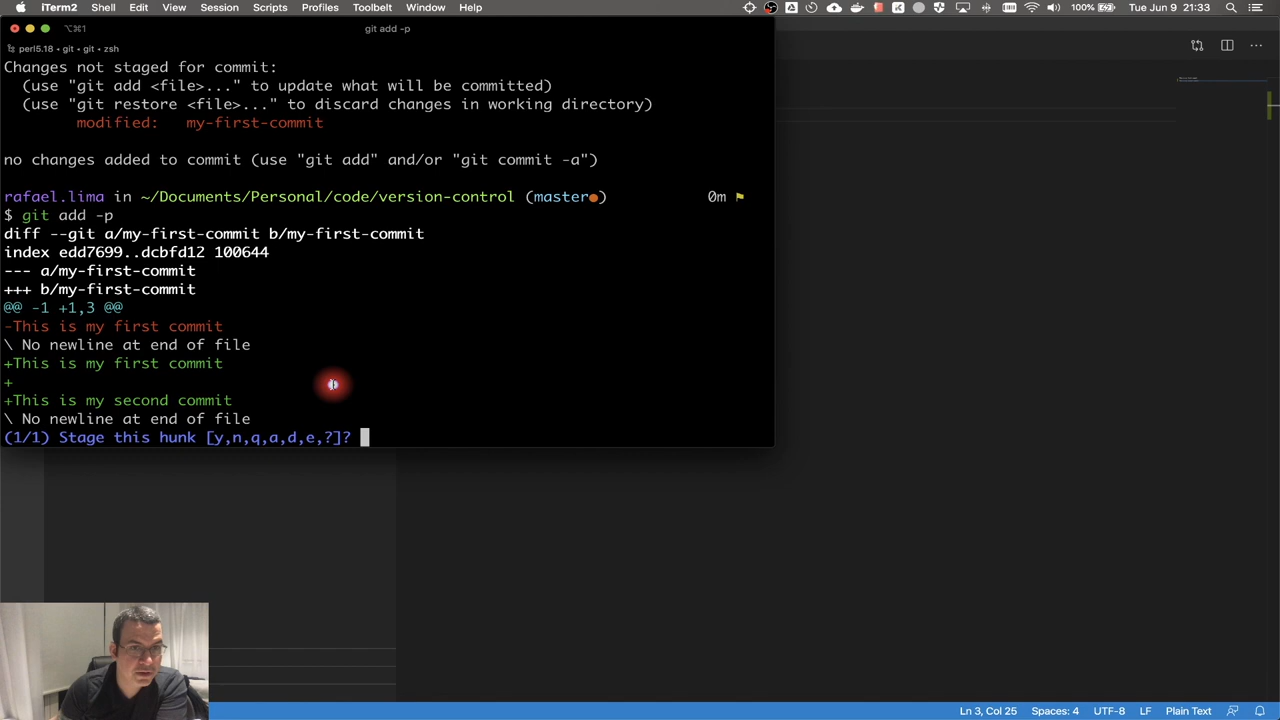 iTerm2 Shell Edit View Session Scripts Profiles Toolbelt Window Help 100% Tue Jun 9 21:33
⌥⌘1 git add -p
perl5.18 • git • git • zsh
Changes not staged for commit:
(use "git add <file>..." to update what will be committed)
(use "git restore <file>..." to discard changes in working directory)
modified: my-first-commit
no changes added to commit (use "git add" and/or "git commit -a")
rafael.lima in ~/Documents/Personal/code/version-control (master●) 0m
$ git add -p
diff --git a/my-first-commit b/my-first-commit
index edd7699..dcbfd12 100644
--- a/my-first-commit
+++ b/my-first-commit
@@ -1 +1,3 @@
-This is my first commit
\ No newline at end of file
+This is my first commit
+
+This is my second commit
\ No newline at end of file
(1/1) Stage this hunk [y,n,q,a,d,e,?]?
Ln 3, Col 25 Spaces: 4 UTF-8 LF Plain Text